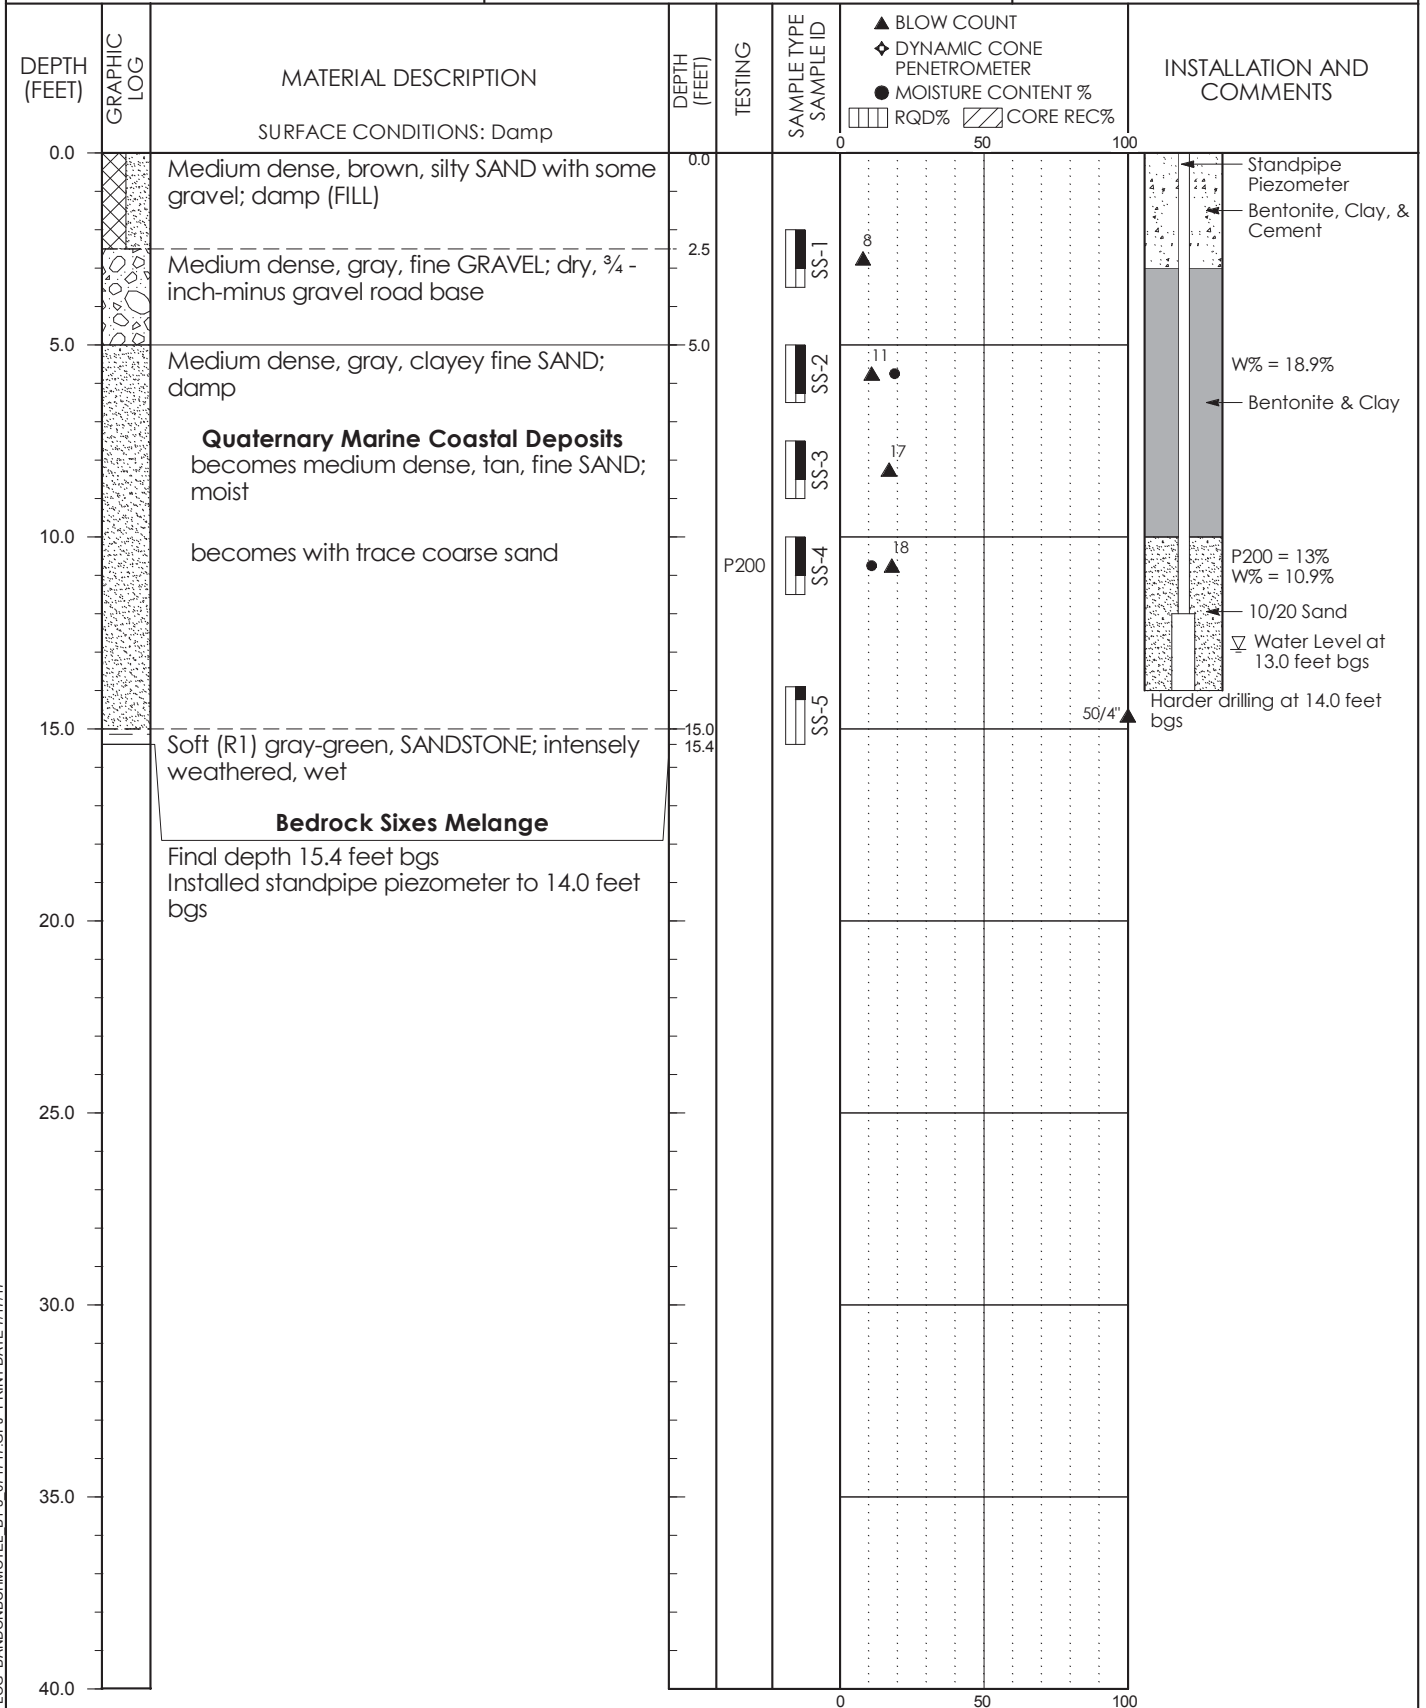 DEPTH
(FEET)
GRAPHIC
LOG
MATERIAL DESCRIPTION
SURFACE CONDITIONS: Damp
DEPTH
(FEET)
TESTING
SAMPLE TYPE
SAMPLE ID
▲ BLOW COUNT
DYNAMIC CONE
PENETROMETER
● MOISTURE CONTENT %
RQD% CORE REC%
0 50 100
INSTALLATION AND
COMMENTS
0.0
Medium dense, brown, silty SAND with some
gravel; damp (FILL)
0.0
Standpipe
Piezometer
Bentonite, Clay, &
Cement
2.5
SS-1
8
Medium dense, gray, fine GRAVEL; dry, ¾ -
inch-minus gravel road base
5.0
5.0
Medium dense, gray, clayey fine SAND;
damp
SS-2
11
W% = 18.9%
Bentonite & Clay
Quaternary Marine Coastal Deposits
becomes medium dense, tan, fine SAND;
moist
SS-3
17
10.0
becomes with trace coarse sand
P200
SS-4
18
P200 = 13%
W% = 10.9%
10/20 Sand
Water Level at
13.0 feet bgs
SS-5
50/4"
Harder drilling at 14.0 feet
bgs
15.0
15.0
15.4
Soft (R1) gray-green, SANDSTONE; intensely
weathered, wet
Bedrock Sixes Melange
Final depth 15.4 feet bgs
Installed standpipe piezometer to 14.0 feet
bgs
20.0
25.0
30.0
35.0
40.0
0 50 100